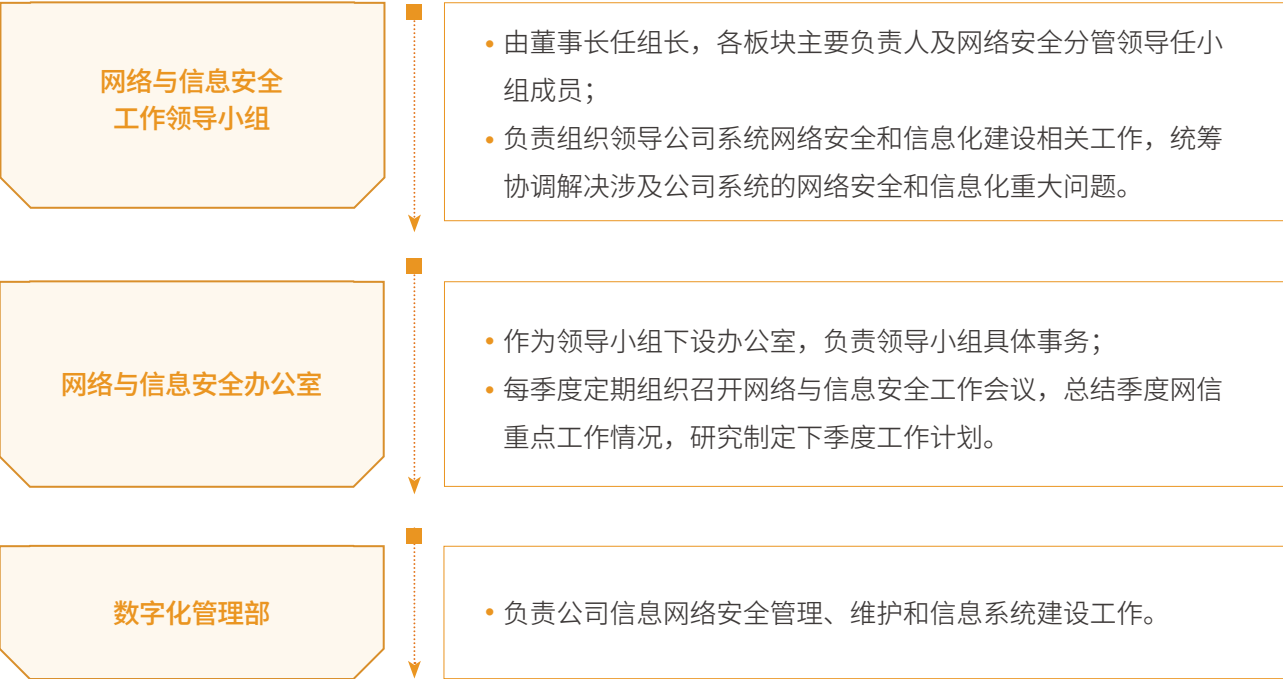 网络与信息安全
工作领导小组
• 由董事长任组长，各板块主要负责人及网络安全分管领导任小
组成员；
• 负责组织领导公司系统网络安全和信息化建设相关工作，统筹
协调解决涉及公司系统的网络安全和信息化重大问题。
网络与信息安全办公室
• 作为领导小组下设办公室，负责领导小组具体事务；
• 每季度定期组织召开网络与信息安全工作会议，总结季度网信
重点工作情况，研究制定下季度工作计划。
数字化管理部
• 负责公司信息网络安全管理、维护和信息系统建设工作。